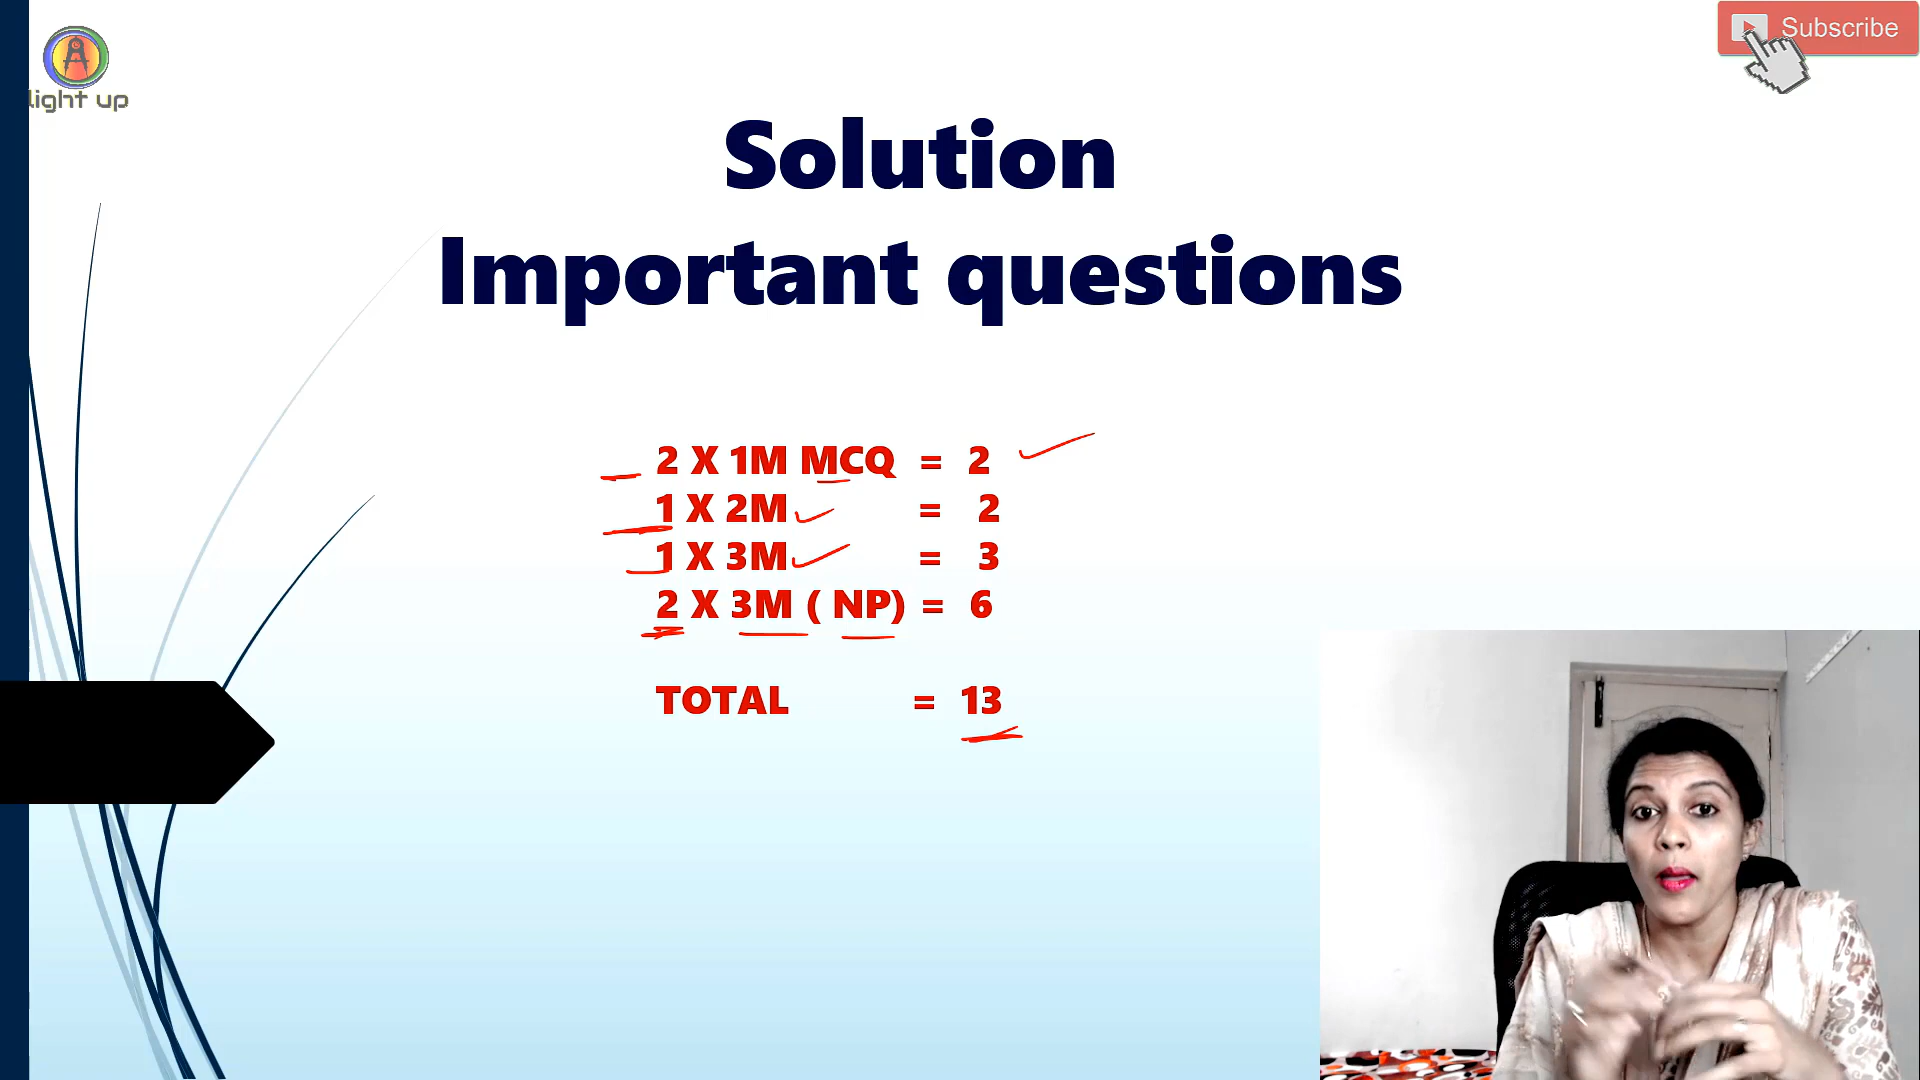 light up
Subscribe
Solution
Important questions
2 X 1M MCQ = 2
1 X 2M = 2
1 X 3M = 3
2 X 3M ( NP) = 6
TOTAL = 13